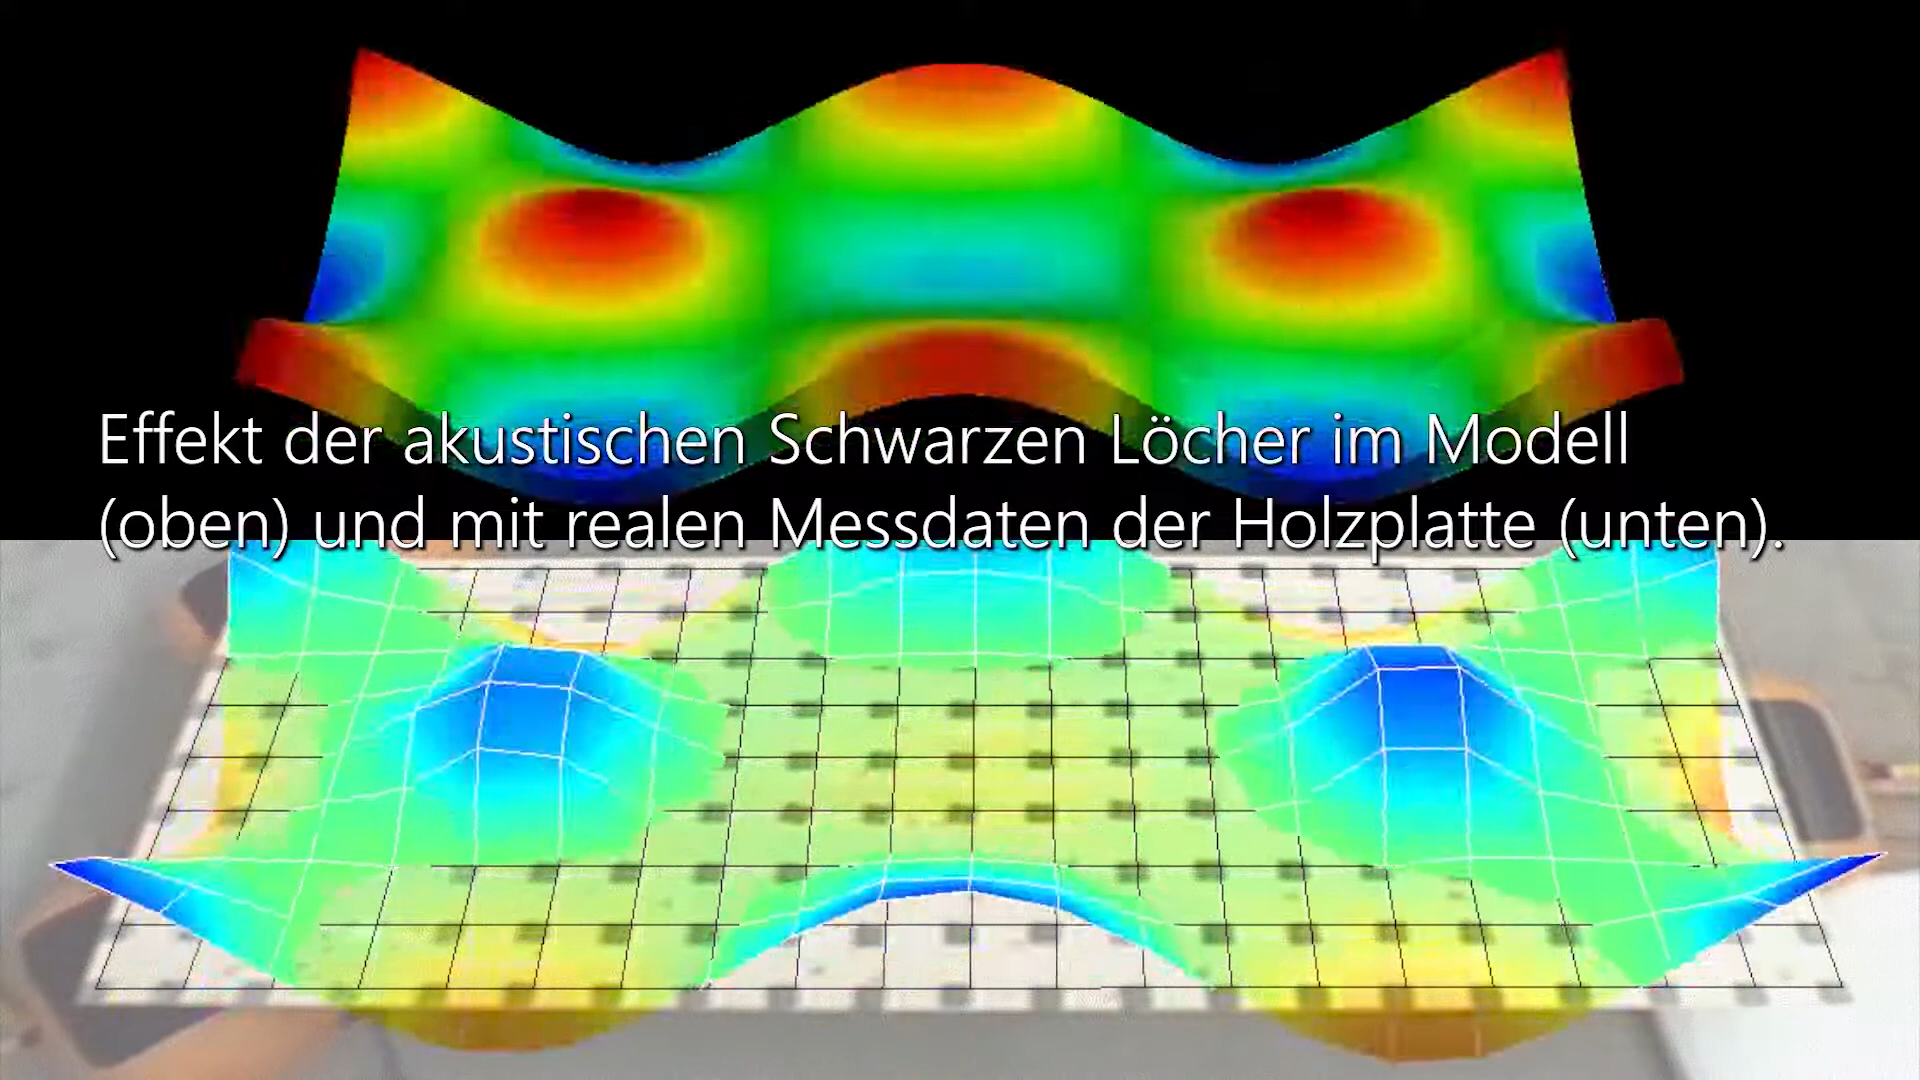 Effekt der akustischen Schwarzen Löcher im Modell
(oben) und mit realen Messdaten der Holzplatte (unten).